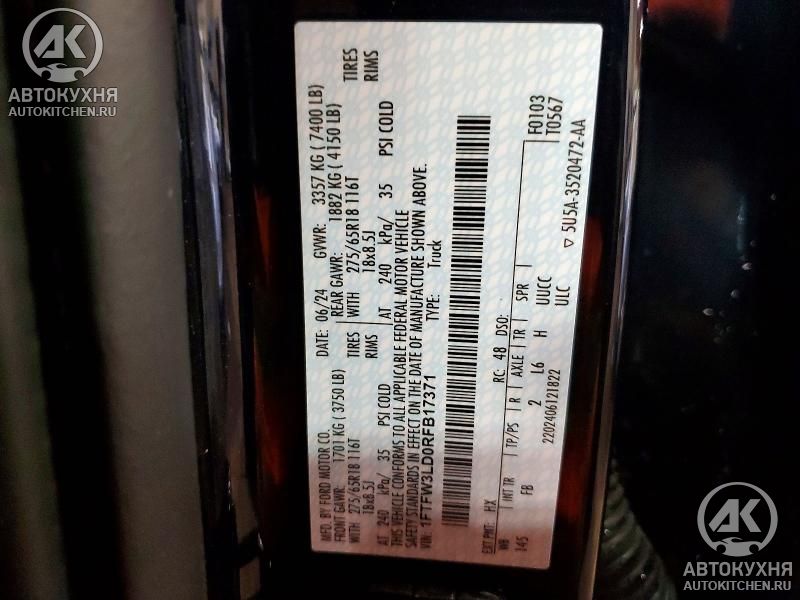 AK
АВТОКУХНЯ
AUTOKITCHEN.RU
MFD. BY FORD MOTOR CO. DATE: 06/24 GVWR: 3357 KG ( 7400 LB)
FRONT GAWR: 1701 KG ( 3750 LB) REAR GAWR: 1882 KG ( 4150 LB)
WITH 275/65R18 116T TIRES WITH 275/65R18 116T TIRES
18x8.5J RIMS 18x8.5J RIMS
AT 240 kPa/ 35 PSI COLD AT 240 kPa/ 35 PSI COLD
THIS VEHICLE CONFORMS TO ALL APPLICABLE FEDERAL MOTOR VEHICLE
SAFETY STANDARDS IN EFFECT ON THE DATE OF MANUFACTURE SHOWN ABOVE.
VIN: 1FTFW3LD0RFB17371 TYPE: Truck
EXT PNT: HX RC: 48 DSO: F0103
WB INT TR TP/PS R AXLE TR SPR T0567
145 FB 2 L6 H UUCC
2202406121822 ULC ▽ 5U5A-3520472-AA
AK
АВТОКУХНЯ
AUTOKITCHEN.RU